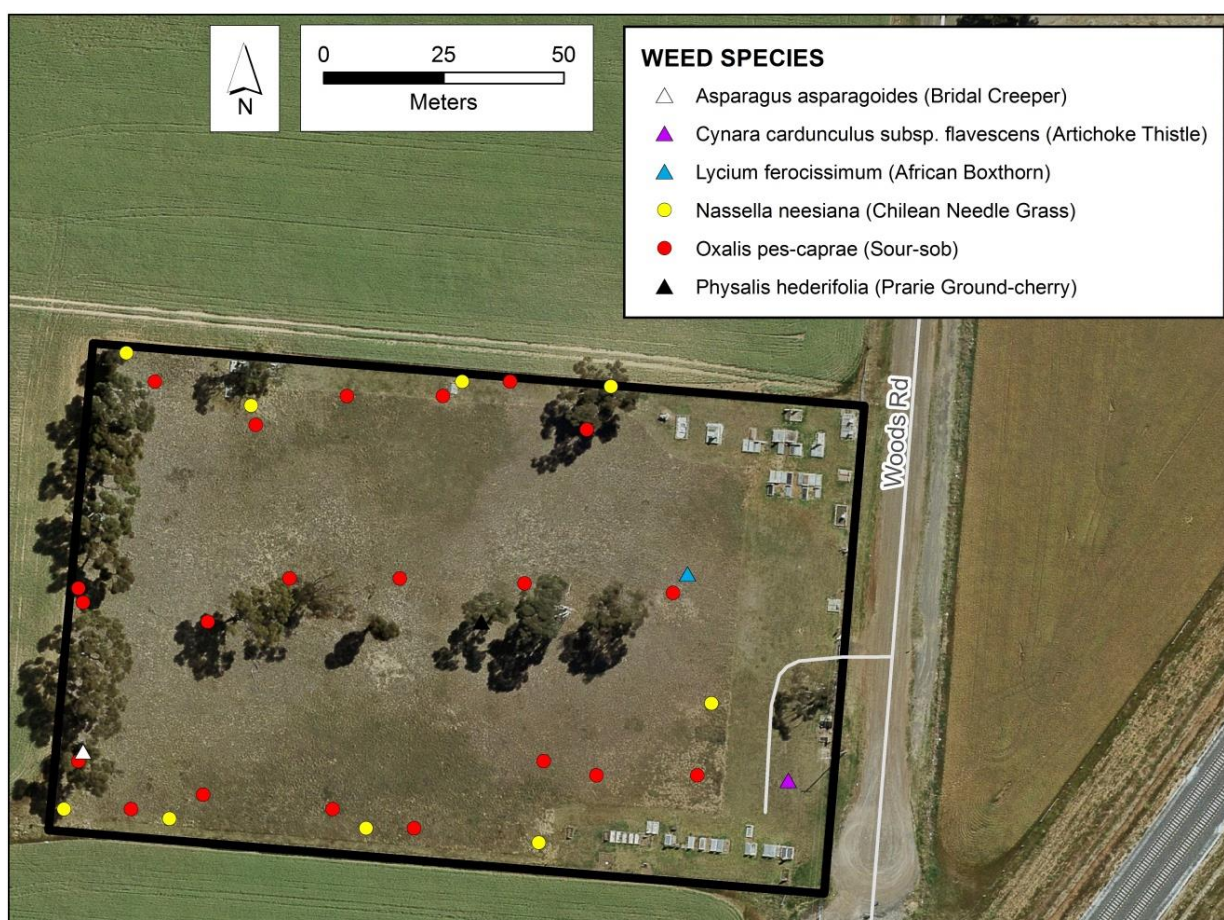 N
0 25 50
Meters
WEED SPECIES
Asparagus asparagoides (Bridal Creeper)
Cynara cardunculus subsp. flavescens (Artichoke Thistle)
Lycium ferocissimum (African Boxthorn)
Nassella neesiana (Chilean Needle Grass)
Oxalis pes-caprae (Sour-sob)
Physalis hederifolia (Prarie Ground-cherry)
Woods Rd